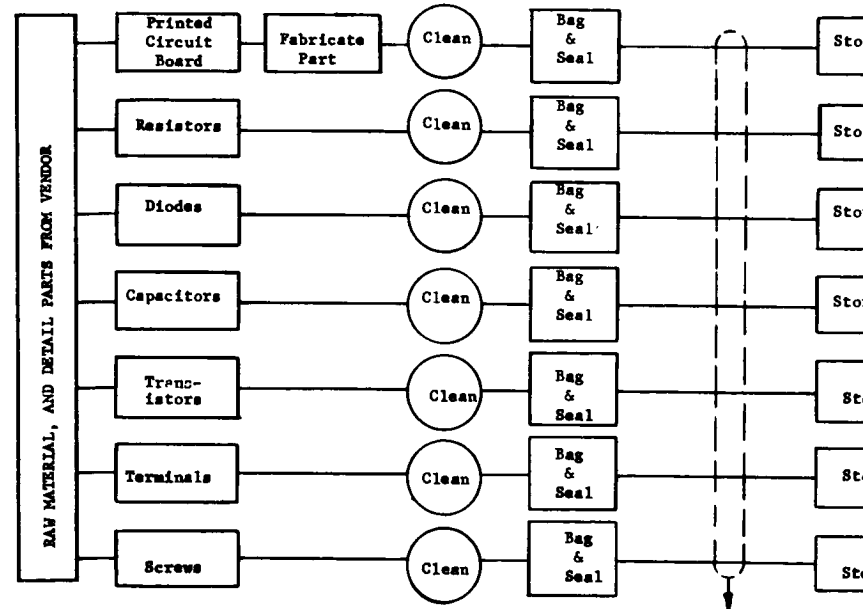 RAW MATERIAL, AND DETAIL PARTS FROM VENDOR
Printed
Circuit
Board
Fabricate
Part
Clean
Bag
&
Seal
Resistors
Clean
Bag
&
Seal
Diodes
Clean
Bag
&
Seal
Capacitors
Clean
Bag
&
Seal
Trans-
istors
Clean
Bag
&
Seal
Terminals
Clean
Bag
&
Seal
Screws
Clean
Bag
&
Seal